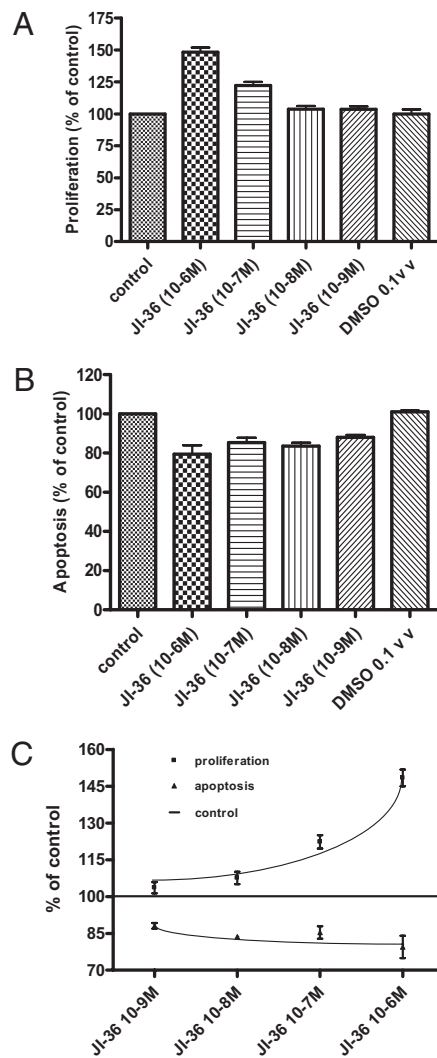 A
Proliferation (% of control)
175
150
125
100
75
50
25
0
control
JI-36 (10-6M)
JI-36 (10-7M)
JI-36 (10-8M)
JI-36 (10-9M)
DMSO 0.1v v
B
Apoptosis (% of control)
120
100
80
60
40
20
0
control
JI-36 (10-6M)
JI-36 (10-7M)
JI-36 (10-8M)
JI-36 (10-9M)
DMSO 0.1 v v
C
% of control
160
145
130
115
100
85
70
proliferation
apoptosis
control
JI-36 10-9M
JI-36 10-8M
JI-36 10-7M
JI-36 10-6M